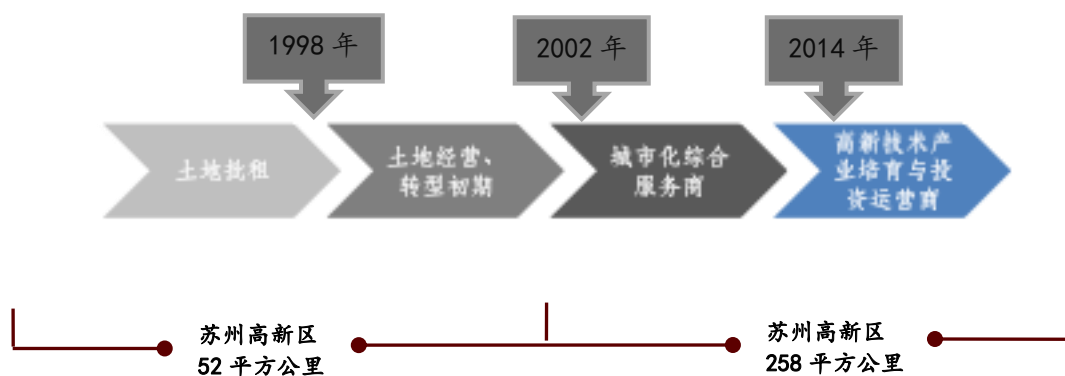 1998 年
2002 年
2014 年
土地批租
土地经营、
转型初期
城市化综合
服务商
高新技术产
业培育与投
资运营商
苏州高新区
52 平方公里
苏州高新区
258 平方公里